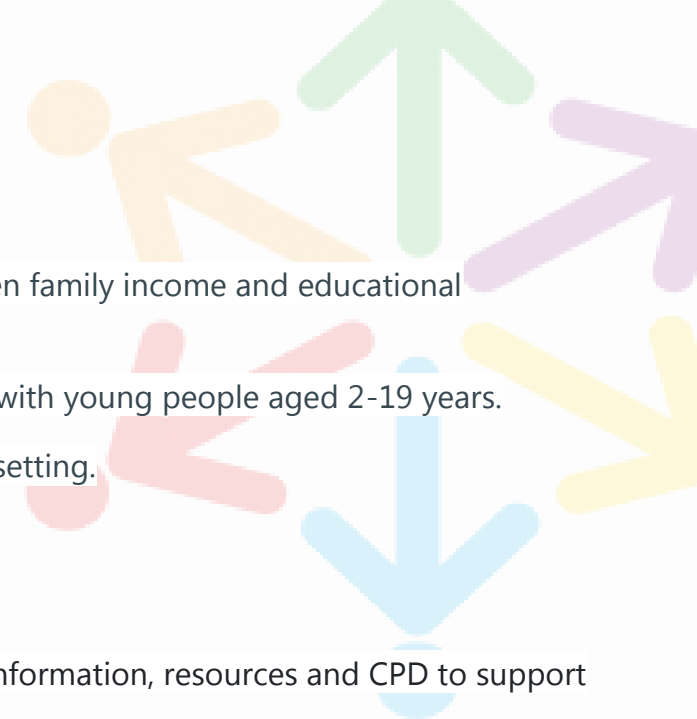 en family income and educational
with young people aged 2-19 years.
setting.
nformation, resources and CPD to support